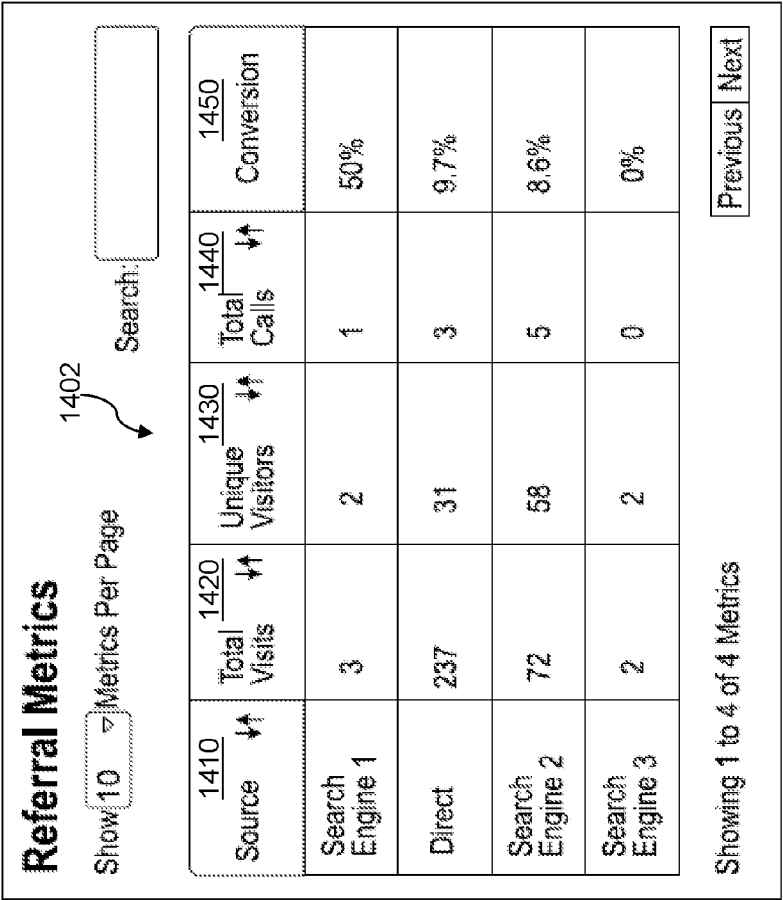 Referral Metrics
1402
Show 10 Metrics Per Page
Search:
1410 1420 1430 1440 1450
Source Total Visits Unique Visitors Total Calls Conversion
Search Engine 1 3 2 1 50%
Direct 237 31 3 9.7%
Search Engine 2 72 58 5 8.6%
Search Engine 3 2 2 0 0%
Showing 1 to 4 of 4 Metrics
Previous Next